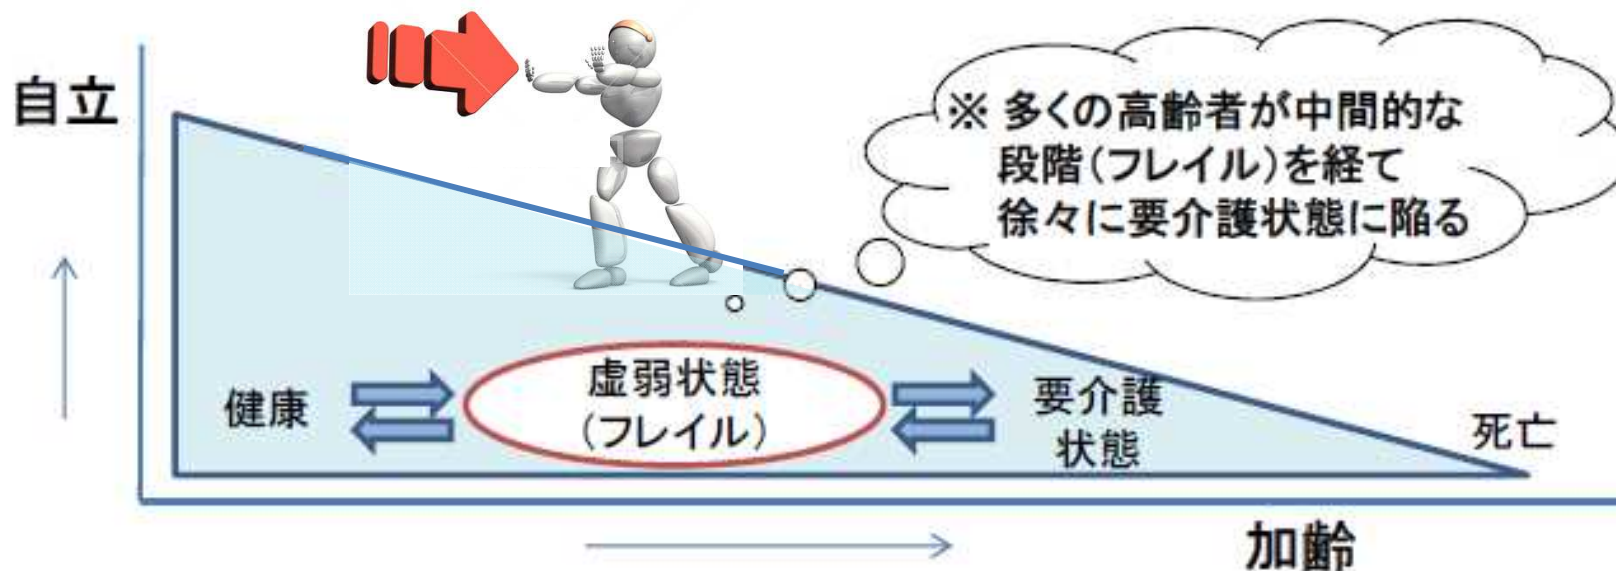 自立
※ 多くの高齢者が中間的な
段階(フレイル)を経て
徐々に要介護状態に陥る
健康
虚弱状態
(フレイル)
要介護
状態
死亡
加齢